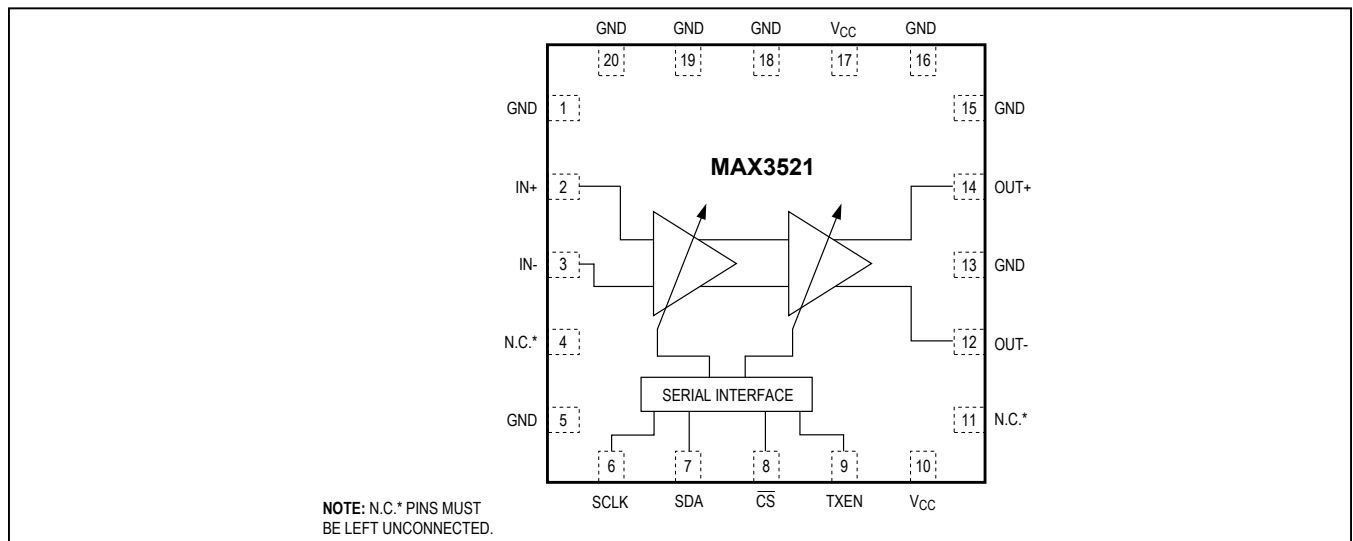 GND GND GND VCC GND
20 19 18 17 16
GND 1 15 GND
MAX3521
IN+ 2 14 OUT+
IN- 3 13 GND
N.C.* 4 12 OUT-
SERIAL INTERFACE
GND 5 11 N.C.*
6 7 8 9 10
SCLK SDA C̅S̅ TXEN VCC
NOTE: N.C.* PINS MUST
BE LEFT UNCONNECTED.